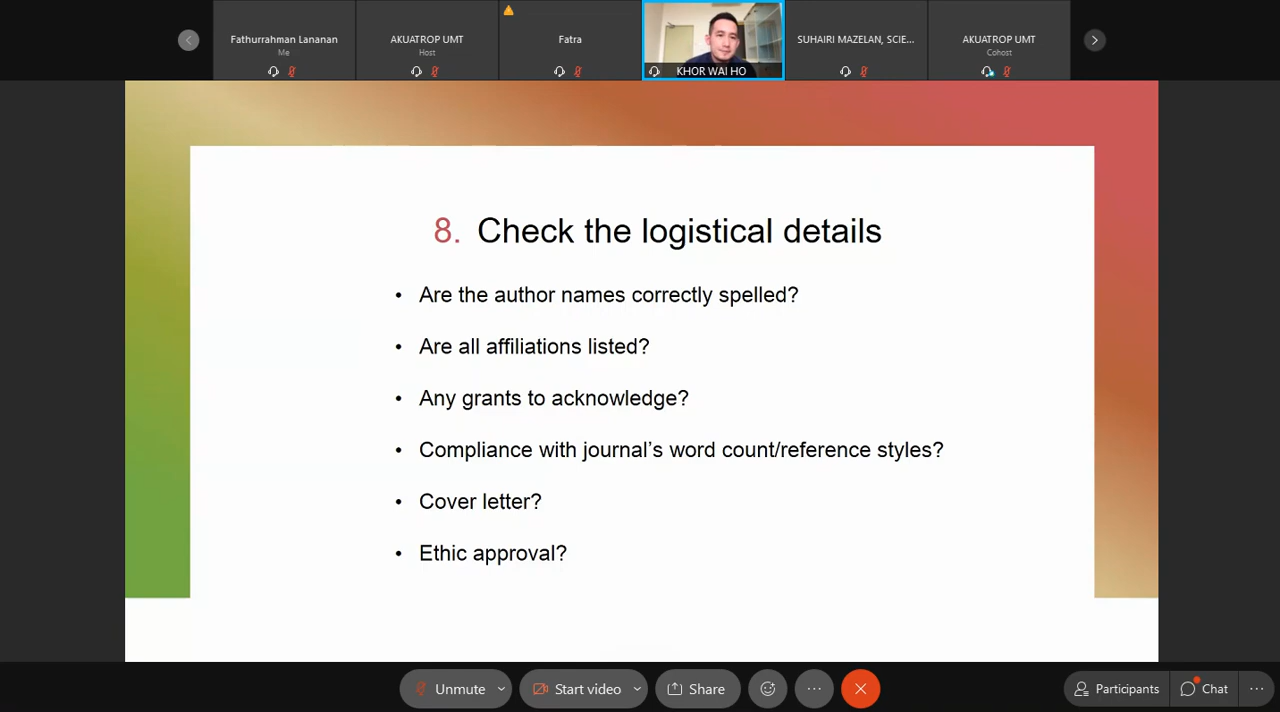 Fathurrahman Lananan
Me
AKUATROP UMT
Host
Fatra
KHOR WAI HO
SUHAIRI MAZELAN, SCIE...
AKUATROP UMT
Cohost
8. Check the logistical details
• Are the author names correctly spelled?
• Are all affiliations listed?
• Any grants to acknowledge?
• Compliance with journal’s word count/reference styles?
• Cover letter?
• Ethic approval?
Unmute
Start video
Share
Participants
Chat